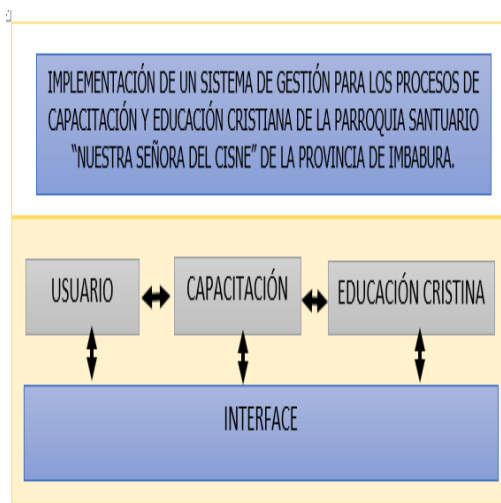 IMPLEMENTACIÓN DE UN SISTEMA DE GESTIÓN PARA LOS PROCESOS DE
CAPACITACIÓN Y EDUCACIÓN CRISTIANA DE LA PARROQUIA SANTUARIO
“NUESTRA SEÑORA DEL CISNE” DE LA PROVINCIA DE IMBABURA.
USUARIO
CAPACITACIÓN
EDUCACIÓN CRISTINA
INTERFACE